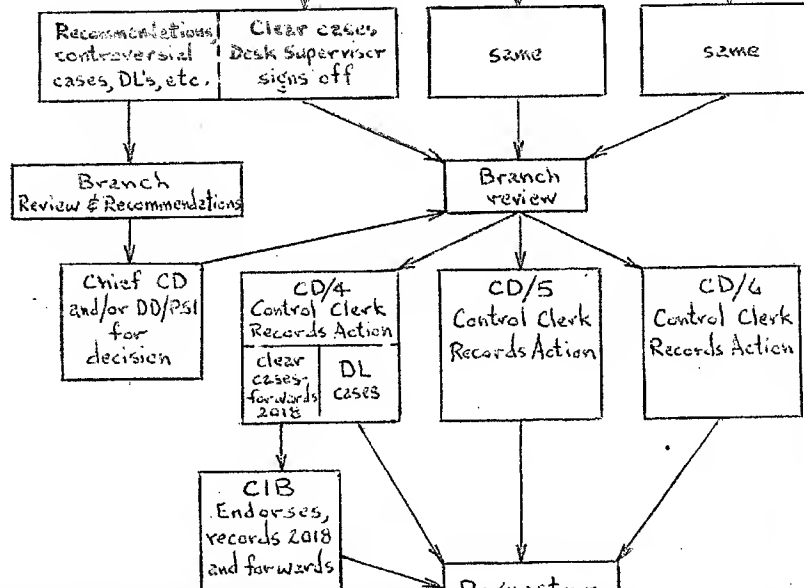 Recommendations,
controversial
cases, DL's, etc.
Clear cases,
Desk Supervisor
signs off
same
same
Branch
Review & Recommendations
Branch
review
Chief CD
and/or DD/PSI
for
decision
CD/4
Control Clerk
Records Action
clear
cases-
forwards
2018
DL
cases
CD/5
Control Clerk
Records Action
CD/6
Control Clerk
Records Action
CIB
Endorses,
records 2018
and forwards